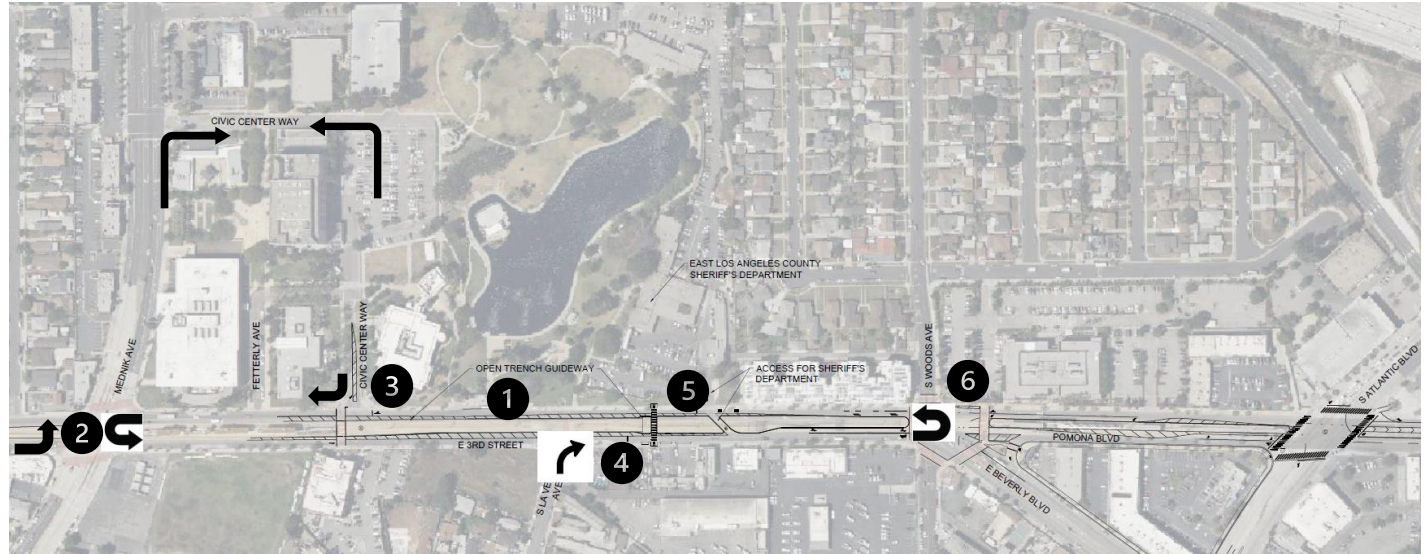 CIVIC CENTER WAY
EAST LOS ANGELES COUNTY
SHERIFF'S DEPARTMENT
MEDNIK AVE
FETTERLY AVE
CIVIC CENTER WAY
S WOODS AVE
S ATLANTIC BLVD
OPEN TRENCH GUIDEWAY
ACCESS FOR SHERIFF'S
DEPARTMENT
1
2
3
4
5
6
E 3RD STREET
POMONA BLVD
E BEVERLY BLVD
S LA VE
AVE